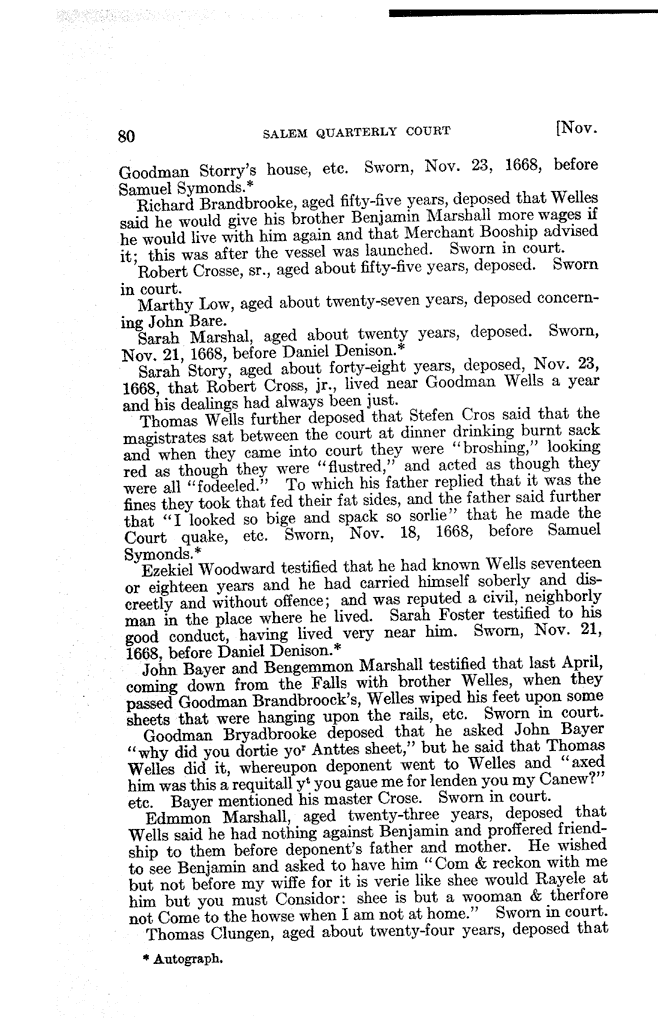 80 SALEM QUARTERLY COURT [Nov.
Goodman Storry's house, etc. Sworn, Nov. 23, 1668, before
Samuel Symonds.*
Richard Brandbrooke, aged fifty-five years, deposed that Welles
said he would give his brother Benjamin Marshall more wages if
he would live with him again and that Merchant Booship advised
it; this was after the vessel was launched. Sworn in court.
Robert Crosse, sr., aged about fifty-five years, deposed. Sworn
in court.
Marthy Low, aged about twenty-seven years, deposed concern-
ing John Bare.
Sarah Marshal, aged about twenty years, deposed. Sworn,
Nov. 21, 1668, before Daniel Denison.*
Sarah Story, aged about forty-eight years, deposed, Nov. 23,
1668, that Robert Cross, jr., lived near Goodman Wells a year
and his dealings had always been just.
Thomas Wells further deposed that Stefen Cros said that the
magistrates sat between the court at dinner drinking burnt sack
and when they came into court they were "broshing," looking
red as though they were "flustred," and acted as though they
were all "fodeeled." To which his father replied that it was the
fines they took that fed their fat sides, and the father said further
that "I looked so bige and spack so sorlie" that he made the
Court quake, etc. Sworn, Nov. 18, 1668, before Samuel
Symonds.*
Ezekiel Woodward testified that he had known Wells seventeen
or eighteen years and he had carried himself soberly and dis-
creetly and without offence; and was reputed a civil, neighborly
man in the place where he lived. Sarah Foster testified to his
good conduct, having lived very near him. Sworn, Nov. 21,
1668, before Daniel Denison.*
John Bayer and Bengemmon Marshall testified that last April,
coming down from the Falls with brother Welles, when they
passed Goodman Brandbroock's, Welles wiped his feet upon some
sheets that were hanging upon the rails, etc. Sworn in court.
Goodman Bryadbrooke deposed that he asked John Bayer
"why did you dortie yoʳ Anttes sheet," but he said that Thomas
Welles did it, whereupon deponent went to Welles and "axed
him was this a requitall yᵗ you gaue me for lenden you my Canew?"
etc. Bayer mentioned his master Crose. Sworn in court.
Edmmon Marshall, aged twenty-three years, deposed that
Wells said he had nothing against Benjamin and proffered friend-
ship to them before deponent's father and mother. He wished
to see Benjamin and asked to have him "Com & reckon with me
but not before my wiffe for it is verie like shee would Rayele at
him but you must Considor: shee is but a wooman & therfore
not Come to the howse when I am not at home." Sworn in court.
Thomas Clungen, aged about twenty-four years, deposed that
* Autograph.